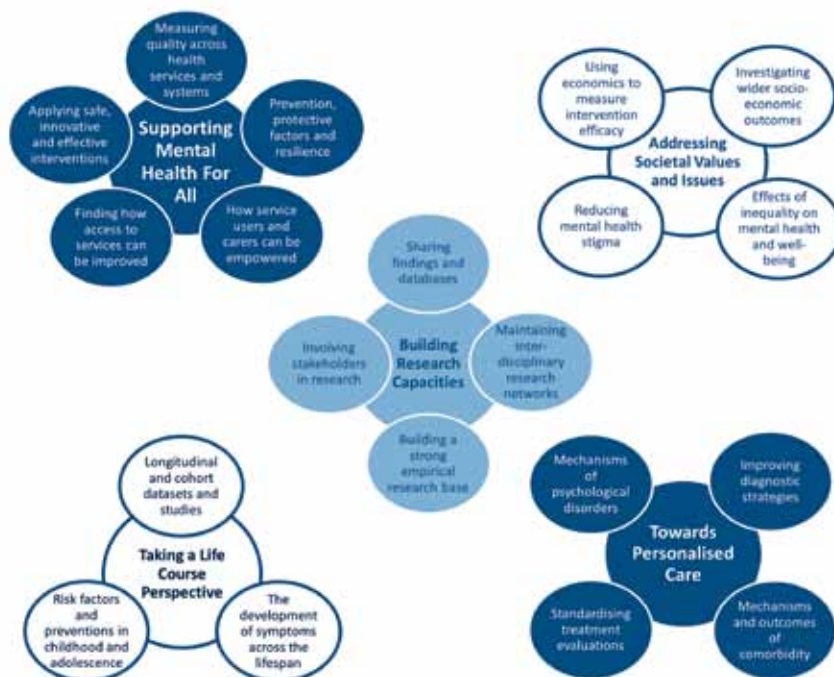 Measuring
quality across
health
services and
systems
Applying safe,
innovative
and effective
interventions
Prevention,
protective
factors and
resilience
Supporting
Mental
Health For
All
Finding how
access to
services can
be improved
How service
users and
carers can be
empowered
Using
economics to
measure
intervention
efficacy
Investigating
wider socio-
economic
outcomes
Addressing
Societal Values
and Issues
Reducing
mental health
stigma
Effects of
inequality on
mental health
and well-
being
Sharing
findings and
databases
Involving
stakeholders
in research
Building
Research
Capacities
Maintaining
inter-
disciplinary
research
networks
Building a
strong
empirical
research base
Longitudinal
and cohort
datasets and
studies
Taking a Life
Course
Perspective
Risk factors
and
preventions in
childhood and
adolescence
The
development
of symptoms
across the
lifespan
Mechanisms
of
psychological
disorders
Improving
diagnostic
strategies
Towards
Personalised
Care
Standardising
treatment
evaluations
Mechanisms
and outcomes
of
comorbidity